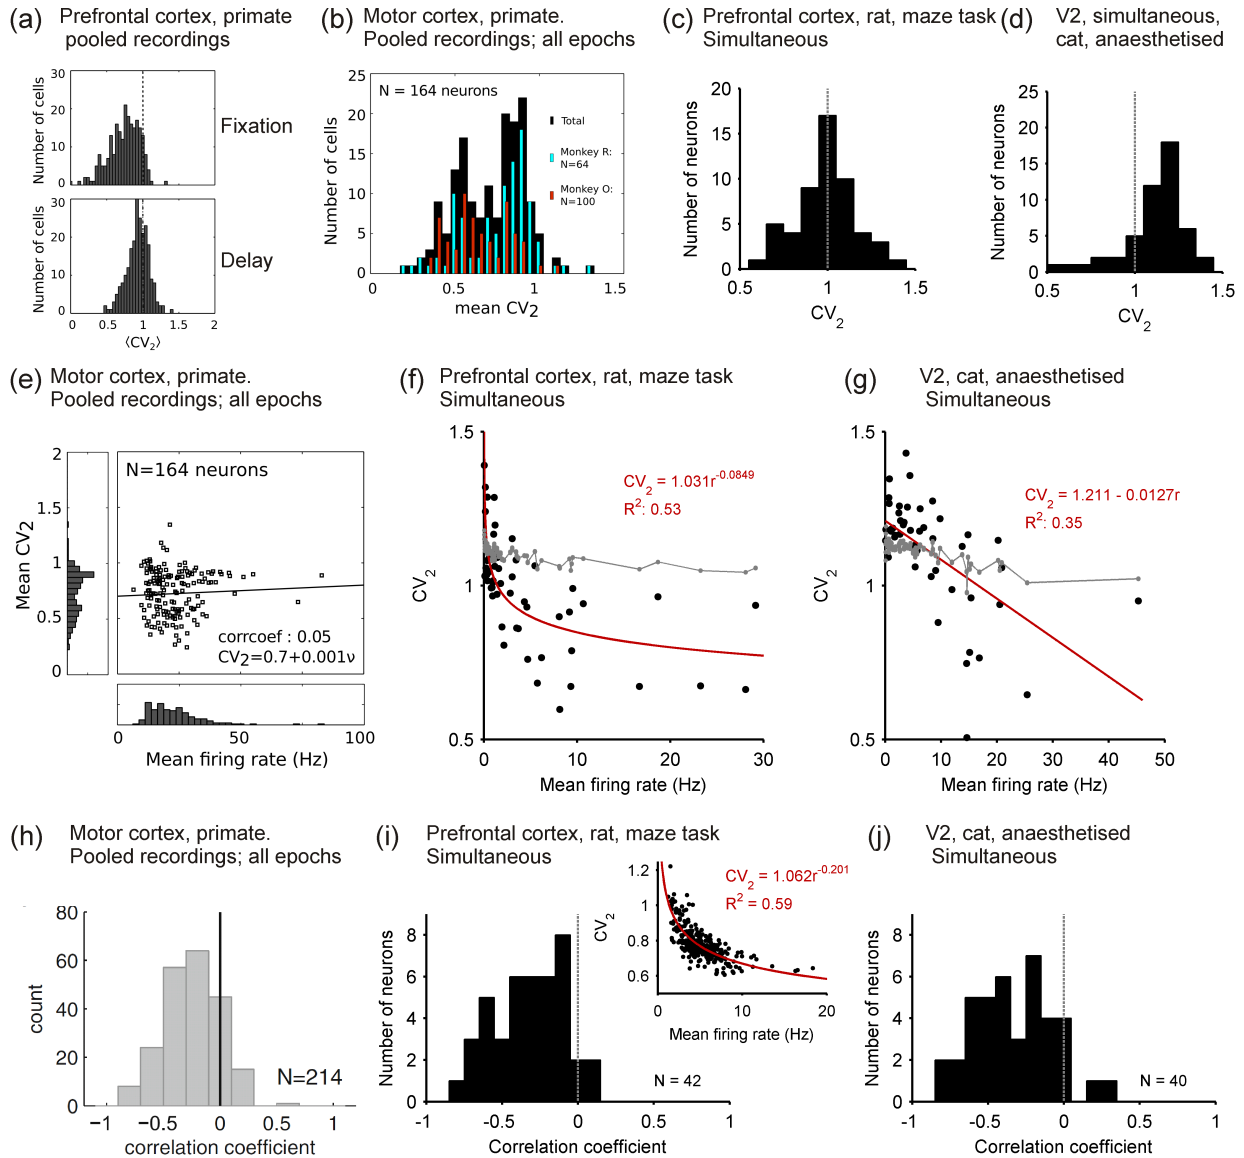 (a) Prefrontal cortex, primate
pooled recordings
Number of cells
30
20
10
0
Fixation
Number of cells
30
20
10
0
Delay
0 0.5 1 1.5 2
⟨CV2⟩
(b) Motor cortex, primate.
Pooled recordings; all epochs
N = 164 neurons
Total
Monkey R:
N=64
Monkey O:
N=100
Number of cells
25
20
15
10
5
0
0 0.5 1 1.5
mean CV2
(c) Prefrontal cortex, rat, maze task
Simultaneous
Number of neurons
20
15
10
5
0
0.5 1 1.5
CV2
(d) V2, simultaneous,
cat, anaesthetised
Number of neurons
25
20
15
10
5
0
0.5 1 1.5
CV2
(e) Motor cortex, primate.
Pooled recordings; all epochs
Mean CV2
2
1.5
1
0.5
0
N=164 neurons
corrcoef : 0.05
CV2=0.7+0.001ν
0 50 100
Mean firing rate (Hz)
(f) Prefrontal cortex, rat, maze task
Simultaneous
CV2
1.5
1
0.5
CV2 = 1.031r-0.0849
R2: 0.53
0 10 20 30
Mean firing rate (Hz)
(g) V2, cat, anaesthetised
Simultaneous
CV2
1.5
1
0.5
CV2 = 1.211 - 0.0127r
R2: 0.35
0 10 20 30 40 50
Mean firing rate (Hz)
(h) Motor cortex, primate.
Pooled recordings; all epochs
count
80
60
40
20
0
N=214
−1 −0.5 0 0.5 1
correlation coefficient
(i) Prefrontal cortex, rat, maze task
Simultaneous
Number of neurons
8
6
4
2
0
N = 42
-1 -0.5 0 0.5 1
Correlation coefficient
CV2
1.2
1.0
0.8
0.6
CV2 = 1.062r-0.201
R2 = 0.59
0 10 20
Mean firing rate (Hz)
(j) V2, cat, anaesthetised
Simultaneous
Number of neurons
8
6
4
2
0
N = 40
-1 -0.5 0 0.5 1
Correlation coefficient